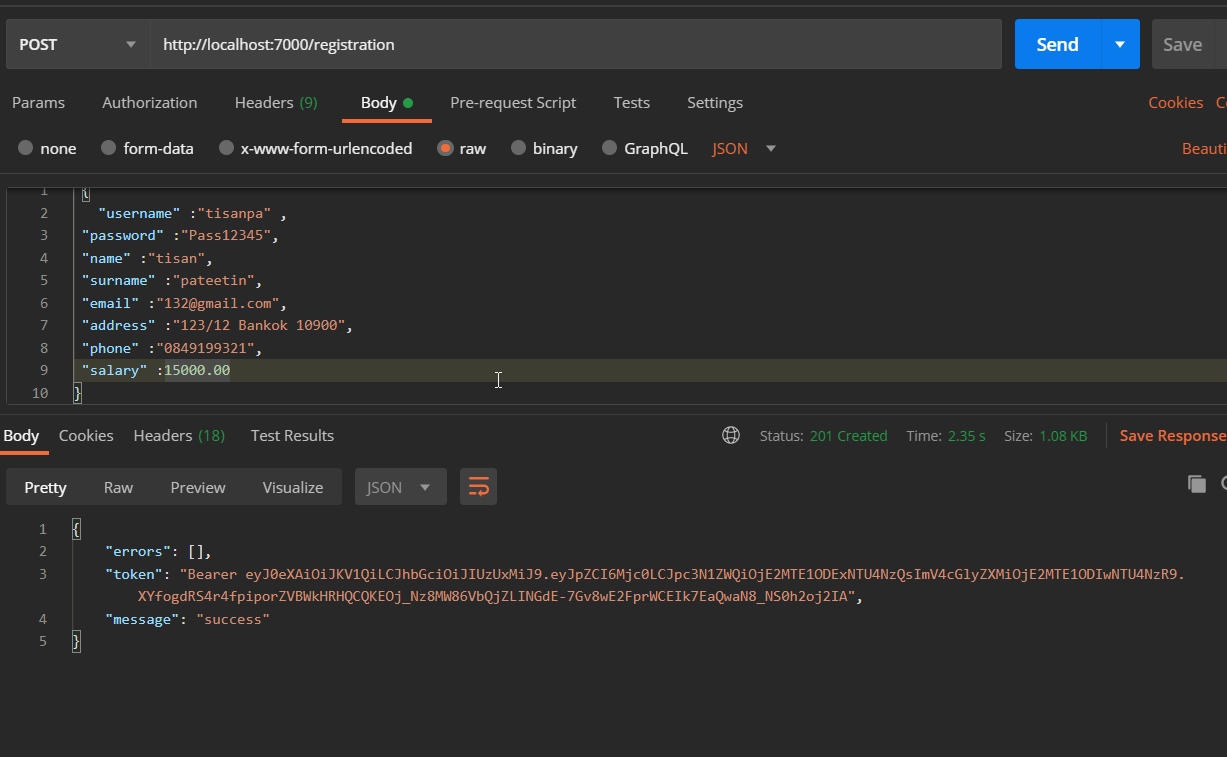 POST http://localhost:7000/registration Send Save
Params Authorization Headers (9) Body Pre-request Script Tests Settings Cookies
none form-data x-www-form-urlencoded raw binary GraphQL JSON Beauti
1 {
2 "username" :"tisanpa" ,
3 "password" :"Pass12345",
4 "name" :"tisan",
5 "surname" :"pateetin",
6 "email" :"132@gmail.com",
7 "address" :"123/12 Bankok 10900",
8 "phone" :"0849199321",
9 "salary" :15000.00
10 }
Body Cookies Headers (18) Test Results Status: 201 Created Time: 2.35 s Size: 1.08 KB Save Response
Pretty Raw Preview Visualize JSON
1 {
2 "errors": [],
3 "token": "Bearer eyJ0eXAiOiJKV1QiLCJhbGciOiJIUzUxMiJ9.eyJpZCI6Mjc0LCJpc3N1ZWQiOjE2MTE1ODExNTU4NzQsImV4cGlyZXMiOjE2MTE1ODIwNTU4NzR9.
XYfogdRS4r4fpiporZVBWkHRHQCQKEOj_Nz8MW86VbQjZLINGdE-7Gv8wE2FprWCEIk7EaQwaN8_NS0h2oj2IA",
4 "message": "success"
5 }